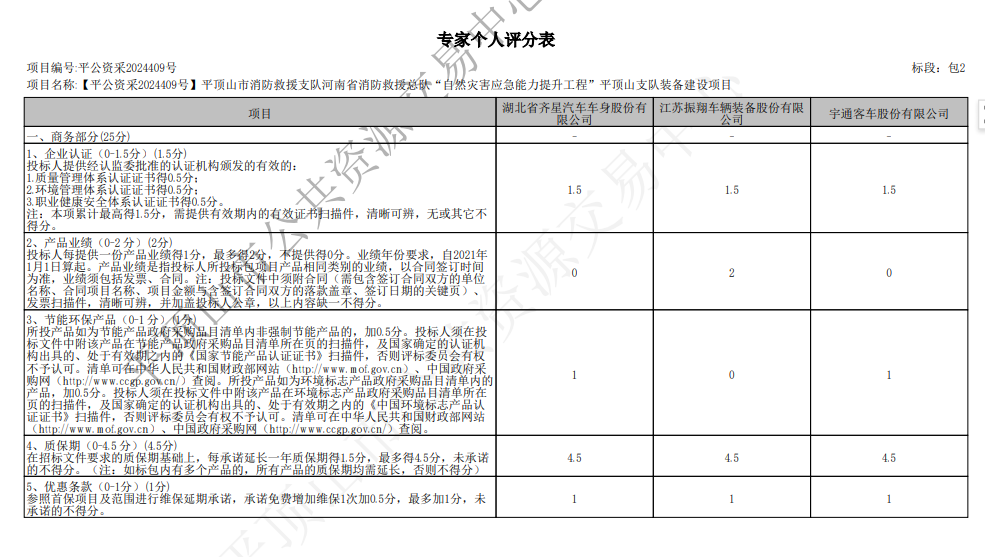 专家个人评分表
项目编号:平公资采2024409号
标段：包2
项目名称:【平公资采2024409号】平顶山市消防救援支队河南省消防救援总队“自然灾害应急能力提升工程”平顶山支队装备建设项目
项目
湖北省齐星汽车车身股份有
限公司
江苏振翔车辆装备股份有限
公司
宇通客车股份有限公司
一、商务部分(25分)
-
-
-
1、企业认证（0-1.5分）(1.5分)
投标人提供经认监委批准的认证机构颁发的有效的：
1.质量管理体系认证证书得0.5分；
2.环境管理体系认证证书得0.5分；
3.职业健康安全体系认证证书得0.5分。
注：本项累计最高得1.5分，需提供有效期内的有效证书扫描件，清晰可辨，无或其它不
得分。
1.5
1.5
1.5
2、产品业绩（0-2 分）(2分)
投标人每提供一份产品业绩得1分，最多得2分，不提供得0分。业绩年份要求，自2021年
1月1日算起。产品业绩是指投标人所投标包项目产品相同类别的业绩，以合同签订时间
为准，业绩须包括发票、合同。注：投标文件中须附合同（需包含签订合同双方的单位
名称、合同项目名称、项目金额与含签订合同双方的落款盖章、签订日期的关键页）、
发票扫描件，清晰可辨，并加盖投标人公章，以上内容缺一不得分。
0
2
0
3、节能环保产品（0-1 分）(1分)
所投产品如为节能产品政府采购品目清单内非强制节能产品的，加0.5分。投标人须在投
标文件中附该产品在节能产品政府采购品目清单所在页的扫描件，及国家确定的认证机
构出具的、处于有效期之内的《国家节能产品认证证书》扫描件，否则评标委员会有权
不予认可。清单可在中华人民共和国财政部网站（http://www.mof.gov.cn）、中国政府采
购网（http://www.ccgp.gov.cn/）查阅。所投产品如为环境标志产品政府采购品目清单内的
产品，加0.5分。投标人须在投标文件中附该产品在环境标志产品政府采购品目清单所在
页的扫描件，及国家确定的认证机构出具的、处于有效期之内的《中国环境标志产品认
证证书》扫描件，否则评标委员会有权不予认可。清单可在中华人民共和国财政部网站
（http://www.mof.gov.cn）、中国政府采购网（http://www.ccgp.gov.cn/）查阅。
1
0
1
4、质保期（0-4.5 分）(4.5分)
在招标文件要求的质保期基础上，每承诺延长一年质保期得1.5分，最多得4.5分，未承诺
的不得分。（注：如标包内有多个产品的，所有产品的质保期均需延长，否则不得分）
4.5
4.5
4.5
5、优惠条款（0-1分）(1分)
参照首保项目及范围进行维保延期承诺，承诺免费增加维保1次加0.5分，最多加1分，未
承诺的不得分。
1
1
1